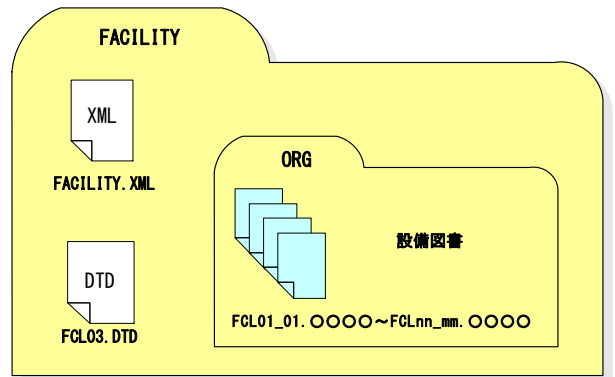 FACILITY
XML
FACILITY.XML
DTD
FCL03.DTD
ORG
設備図書
FCL01_01.○○○○~FCLnn_mm.○○○○